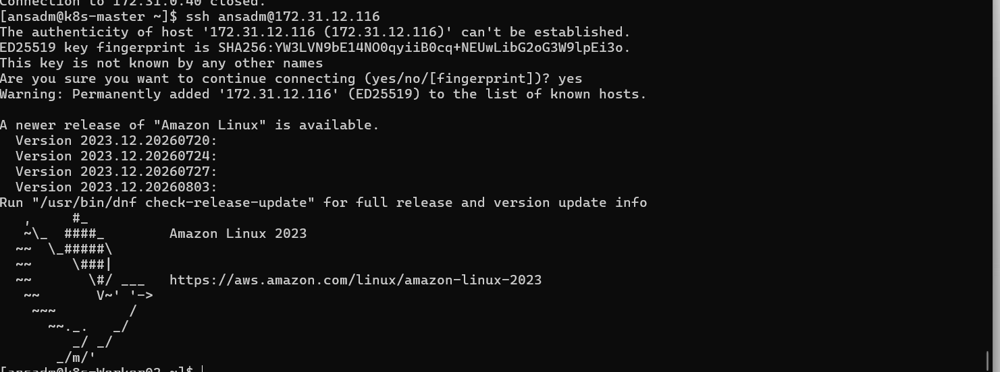 Connection to 172.31.0.40 closed.
[ansadm@k8s-master ~]$ ssh ansadm@172.31.12.116
The authenticity of host '172.31.12.116 (172.31.12.116)' can't be established.
ED25519 key fingerprint is SHA256:YW3LVN9bE14NO0qyiiB0cq+NEUwLibG2oG3W9lpEi3o.
This key is not known by any other names
Are you sure you want to continue connecting (yes/no/[fingerprint])? yes
Warning: Permanently added '172.31.12.116' (ED25519) to the list of known hosts.

A newer release of "Amazon Linux" is available.
  Version 2023.12.20260720:
  Version 2023.12.20260724:
  Version 2023.12.20260727:
  Version 2023.12.20260803:
Run "/usr/bin/dnf check-release-update" for full release and version update info
   ,     #_
   ~\_  ####_        Amazon Linux 2023
  ~~  \_#####\
  ~~     \###|
  ~~       \#/ ___   https://aws.amazon.com/linux/amazon-linux-2023
   ~~       V~' '->
    ~~~         /
      ~~._.   _/
         _/ _/
       _/m/'
[ansadm@k8s-Worker02 ~]$